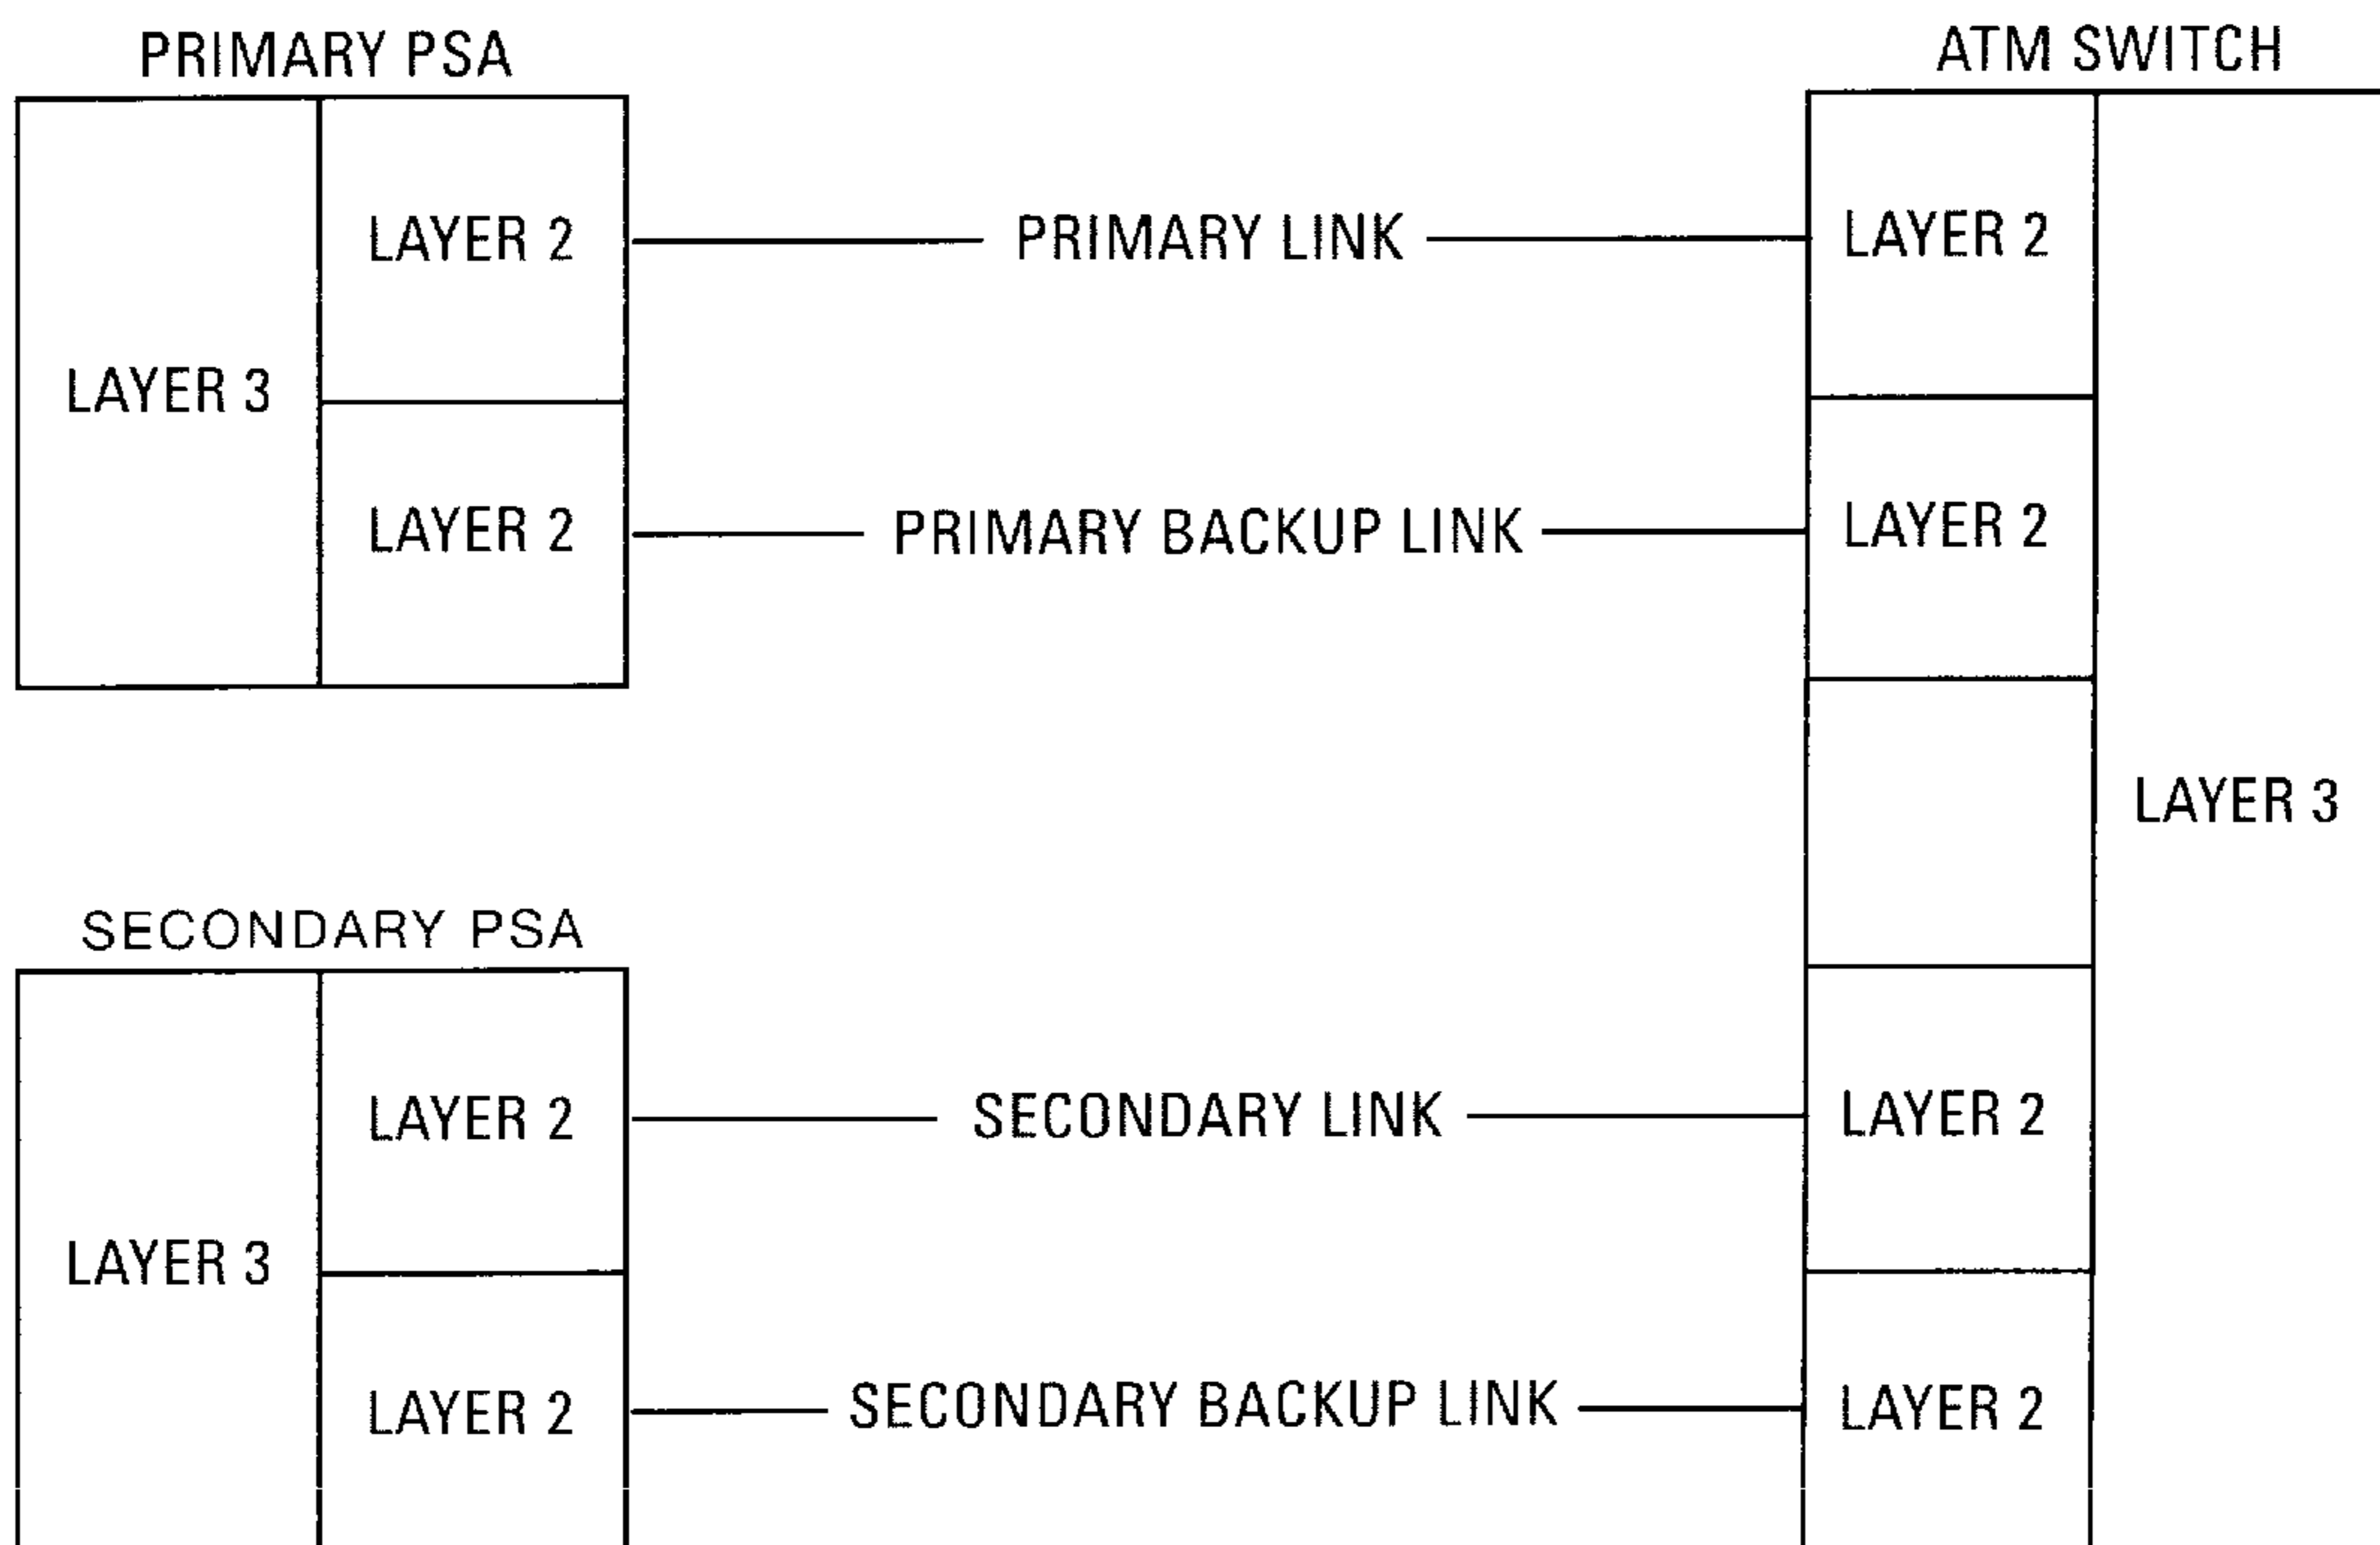 PRIMARY PSA
ATM SWITCH
LAYER 2
PRIMARY LINK
LAYER 2
LAYER 3
LAYER 2
PRIMARY BACKUP LINK
LAYER 2
LAYER 3
SECONDARY PSA
LAYER 2
SECONDARY LINK
LAYER 2
LAYER 3
LAYER 2
SECONDARY BACKUP LINK
LAYER 2